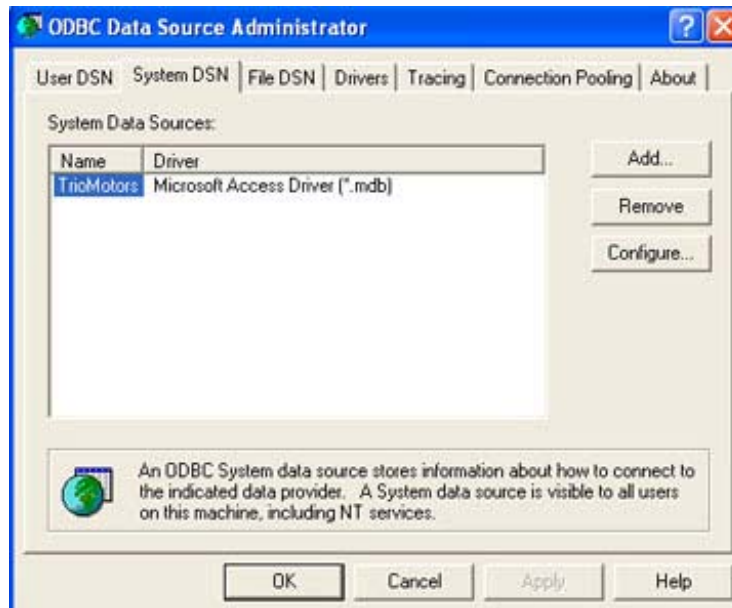 ODBC Data Source Administrator
User DSN System DSN File DSN Drivers Tracing Connection Pooling About
System Data Sources:
Name Driver
TrioMotors Microsoft Access Driver (*.mdb)
Add...
Remove
Configure...
An ODBC System data source stores information about how to connect to
the indicated data provider. A System data source is visible to all users
on this machine, including NT services.
OK Cancel Apply Help